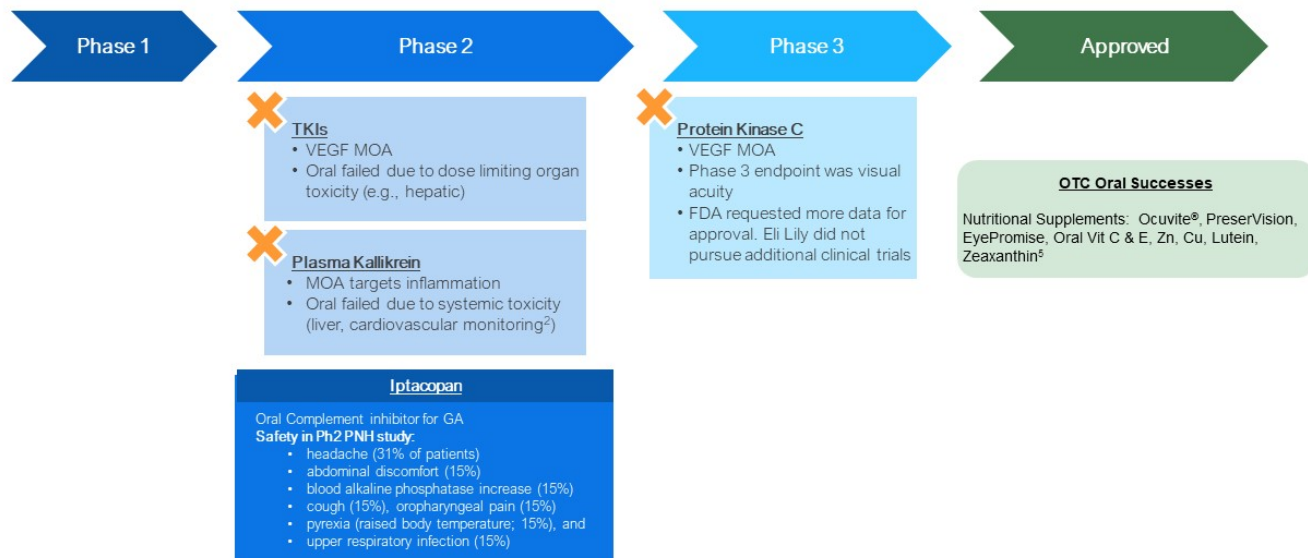 Phase 1
Phase 2
Phase 3
Approved
TKIs
• VEGF MOA
• Oral failed due to dose limiting organ
toxicity (e.g., hepatic)
Plasma Kallikrein
• MOA targets inflammation
• Oral failed due to systemic toxicity
(liver, cardiovascular monitoring²)
Iptacopan
Oral Complement inhibitor for GA
Safety in Ph2 PNH study:
• headache (31% of patients)
• abdominal discomfort (15%)
• blood alkaline phosphatase increase (15%)
• cough (15%), oropharyngeal pain (15%)
• pyrexia (raised body temperature; 15%), and
• upper respiratory infection (15%)
Protein Kinase C
• VEGF MOA
• Phase 3 endpoint was visual
acuity
• FDA requested more data for
approval. Eli Lily did not
pursue additional clinical trials
OTC Oral Successes
Nutritional Supplements: Ocuvite®, PreserVision,
EyePromise, Oral Vit C & E, Zn, Cu, Lutein,
Zeaxanthin⁵